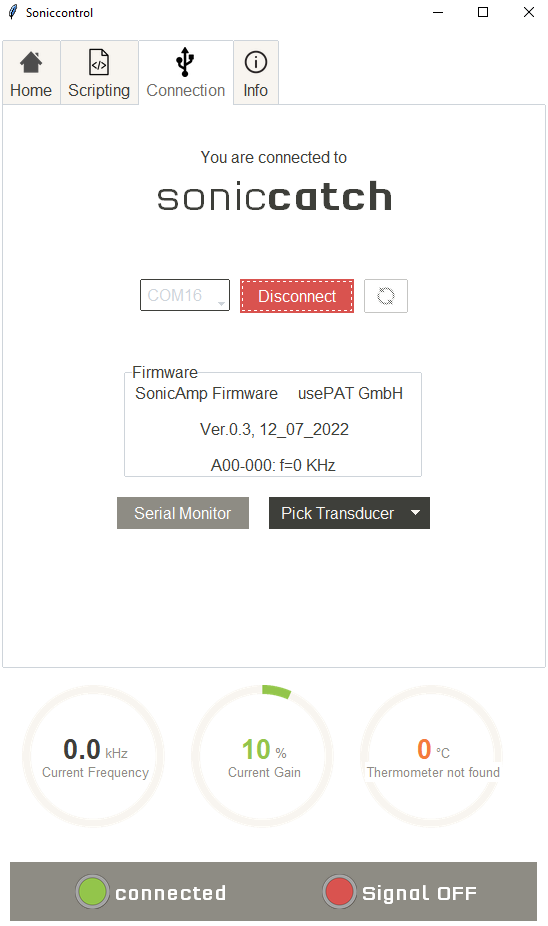 Soniccontrol
Home Scripting Connection Info
You are connected to
soniccatch
COM16 Disconnect
Firmware
SonicAmp Firmware usePAT GmbH
Ver.0.3, 12_07_2022
A00-000: f=0 KHz
Serial Monitor Pick Transducer
0.0 kHz 10 % 0 °C
Current Frequency Current Gain Thermometer not found
connected Signal OFF